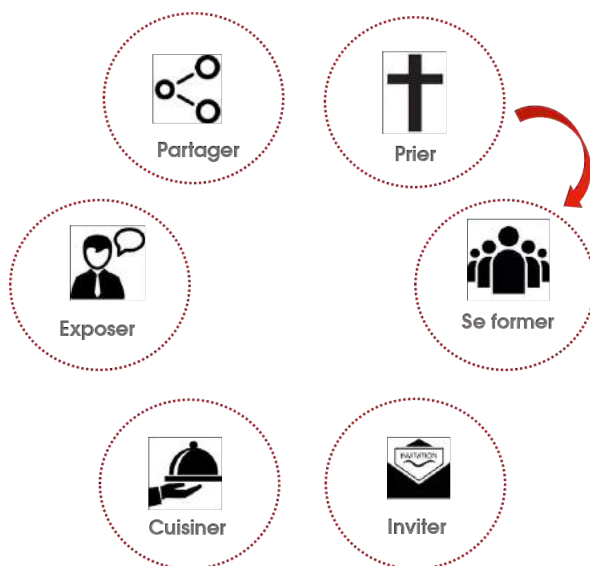 Partager
Prier
Exposer
Se former
INVITATION
Cuisiner
Inviter